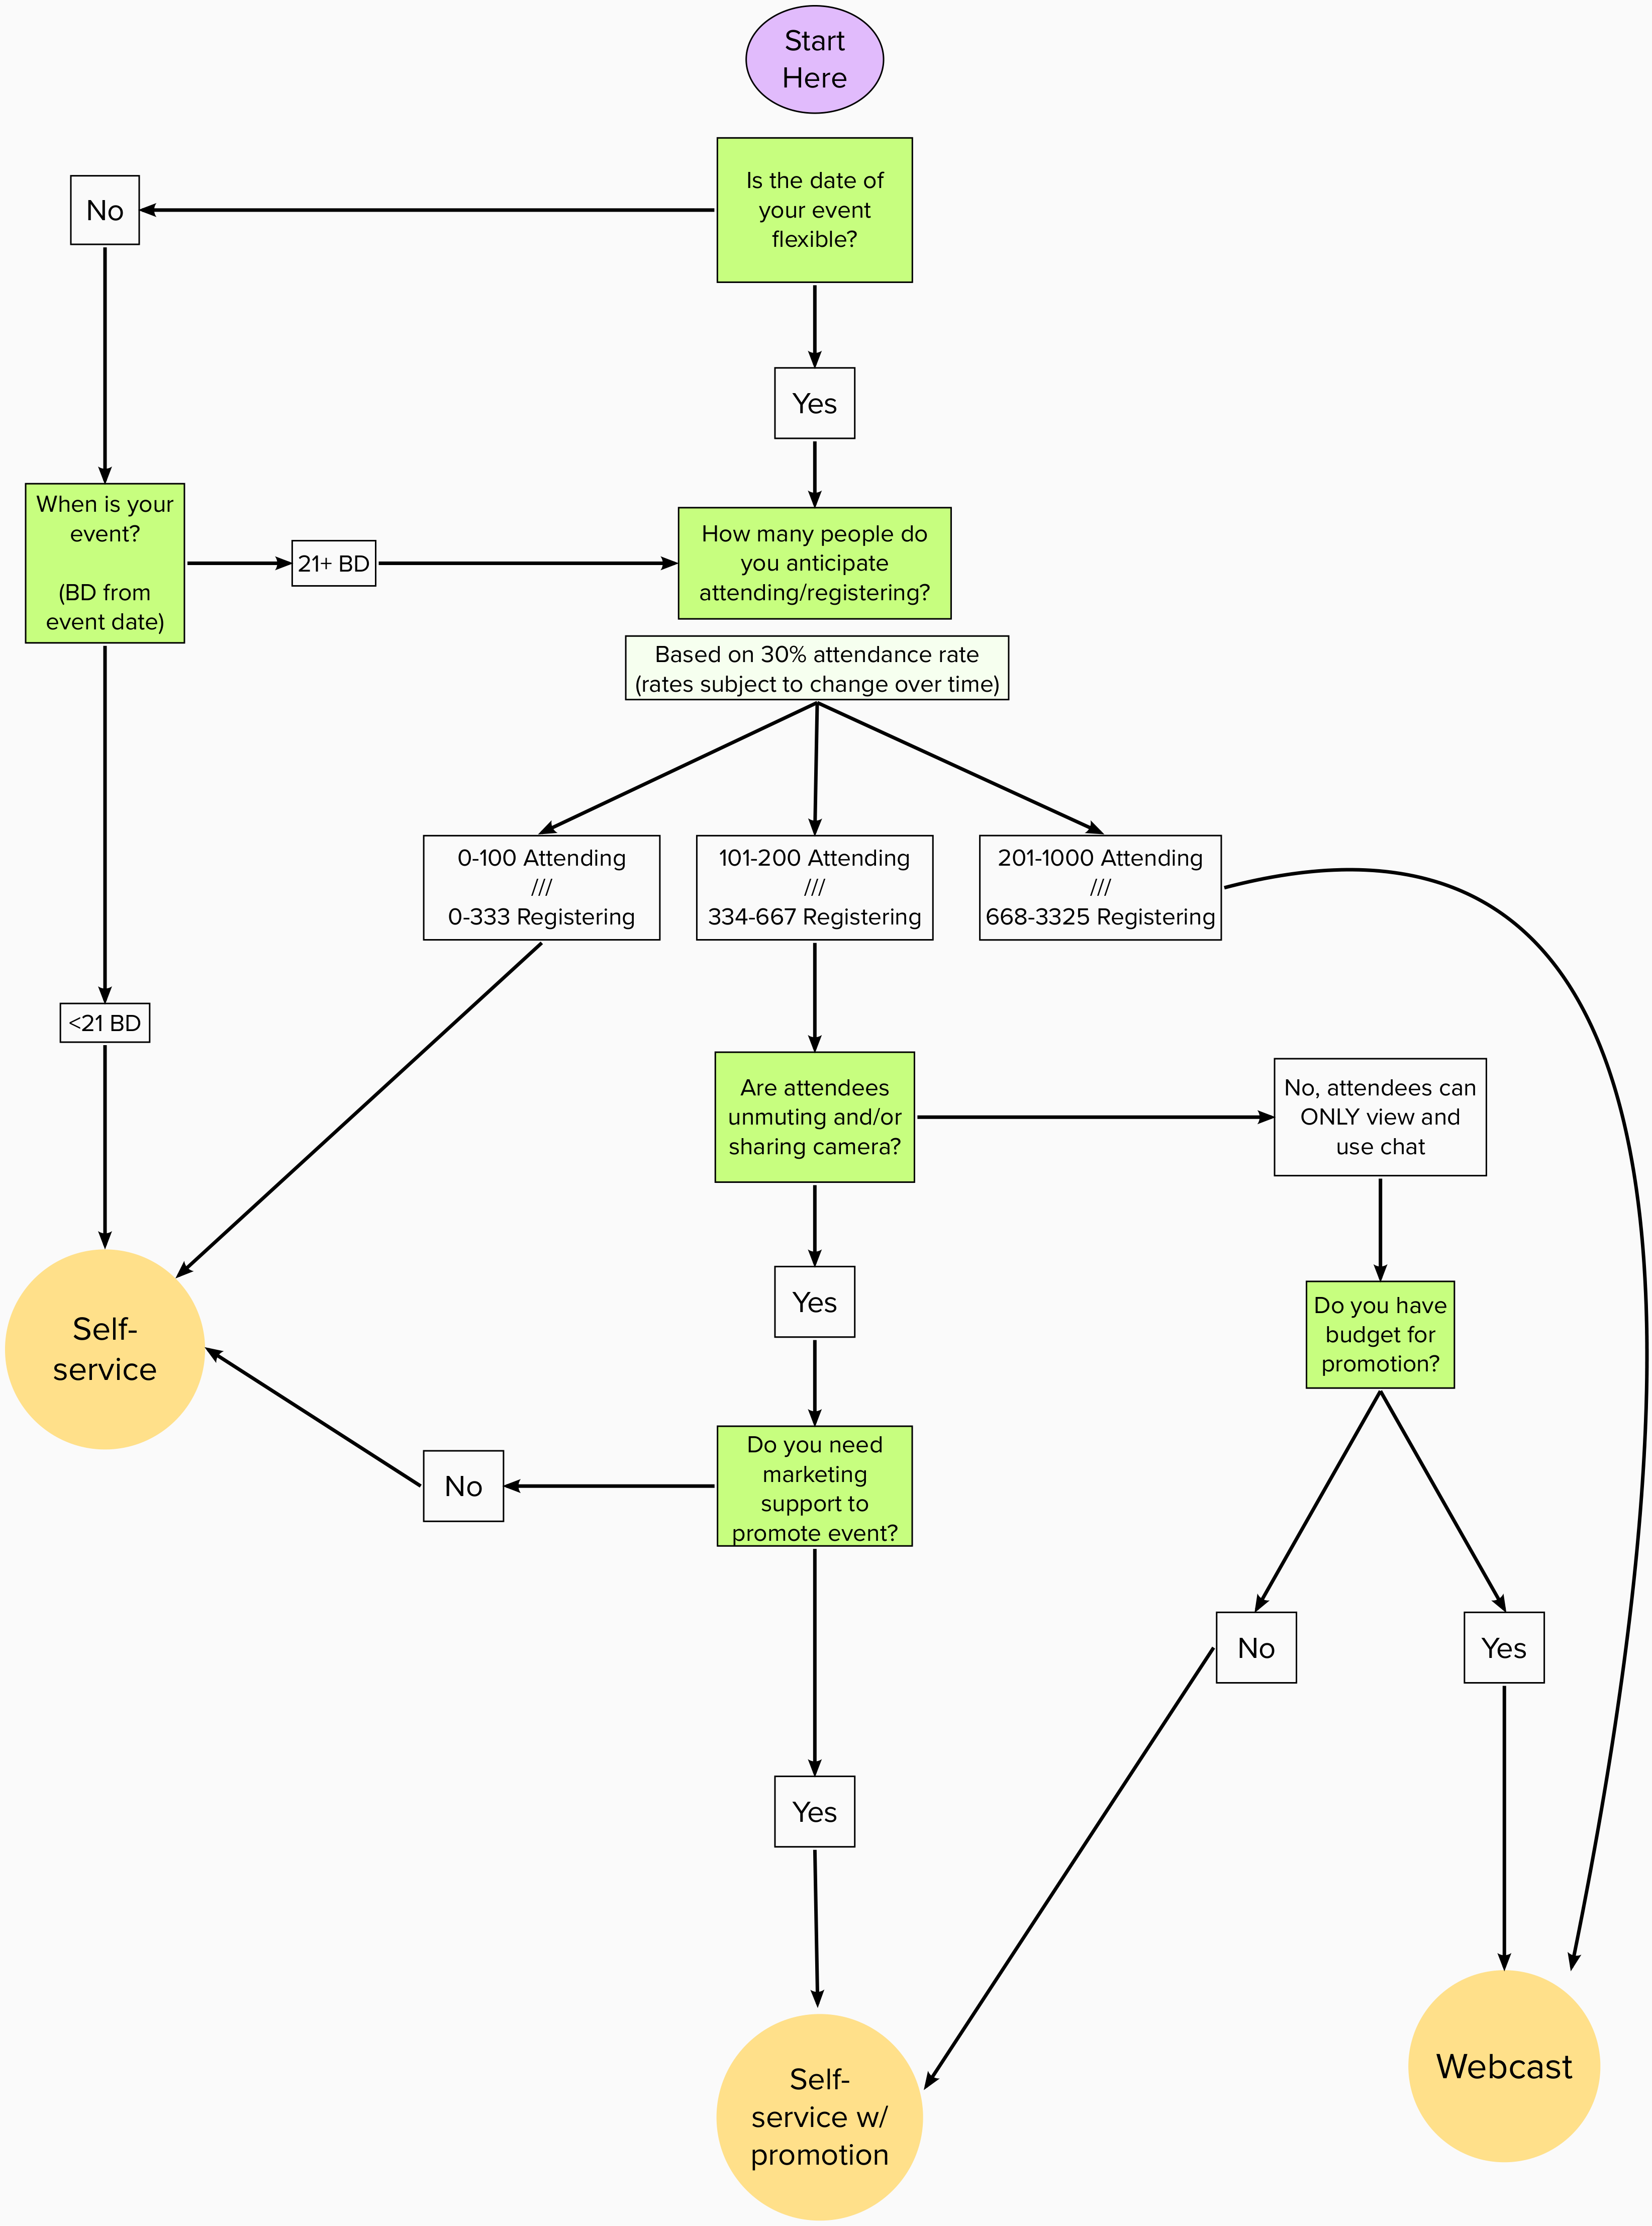 Start
Here
Is the date of
your event
flexible?
No
Yes
When is your
event?
(BD from
event date)
21+ BD
How many people do
you anticipate
attending/registering?
Based on 30% attendance rate
(rates subject to change over time)
0-100 Attending
///
0-333 Registering
101-200 Attending
///
334-667 Registering
201-1000 Attending
///
668-3325 Registering
<21 BD
Are attendees
unmuting and/or
sharing camera?
No, attendees can
ONLY view and
use chat
Yes
Do you have
budget for
promotion?
Self-
service
No
Do you need
marketing
support to
promote event?
No
Yes
Yes
Self-
service w/
promotion
Webcast